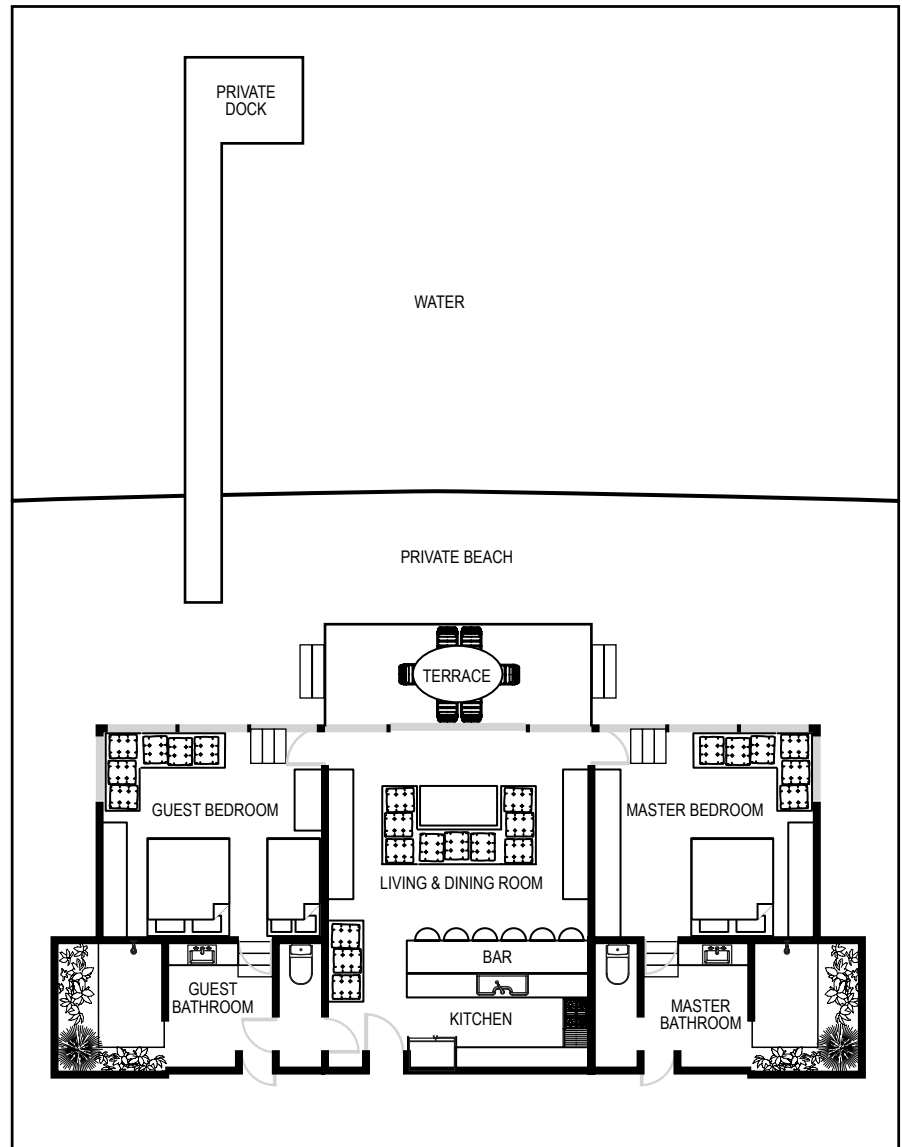 PRIVATE
DOCK
WATER
PRIVATE BEACH
TERRACE
GUEST BEDROOM
MASTER BEDROOM
LIVING & DINING ROOM
BAR
GUEST
BATHROOM
KITCHEN
MASTER
BATHROOM